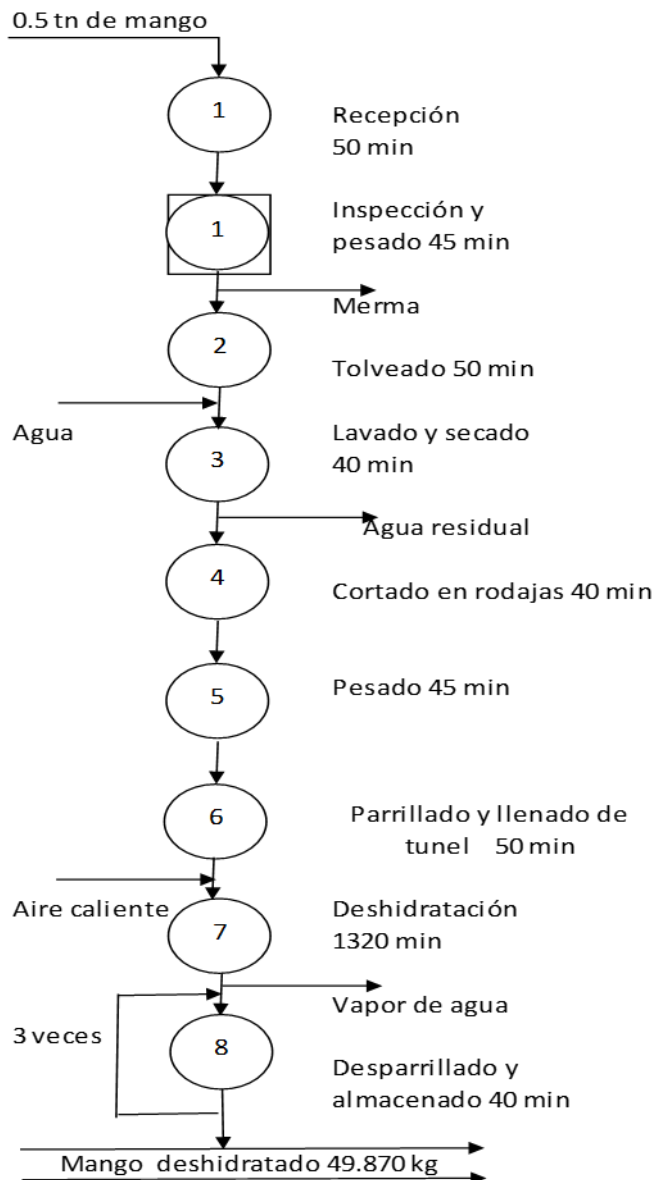 0.5 tn de mango
1
Recepción
50 min
1
Inspección y
pesado 45 min
Merma
2
Tolveado 50 min
Agua
Lavado y secado
40 min
3
Agua residual
4
Cortado en rodajas 40 min
5
Pesado 45 min
6
Parrillado y llenado de
tunel 50 min
Aire caliente
Deshidratación
1320 min
7
Vapor de agua
3 veces
8
Desparrillado y
almacenado 40 min
Mango deshidratado 49.870 kg